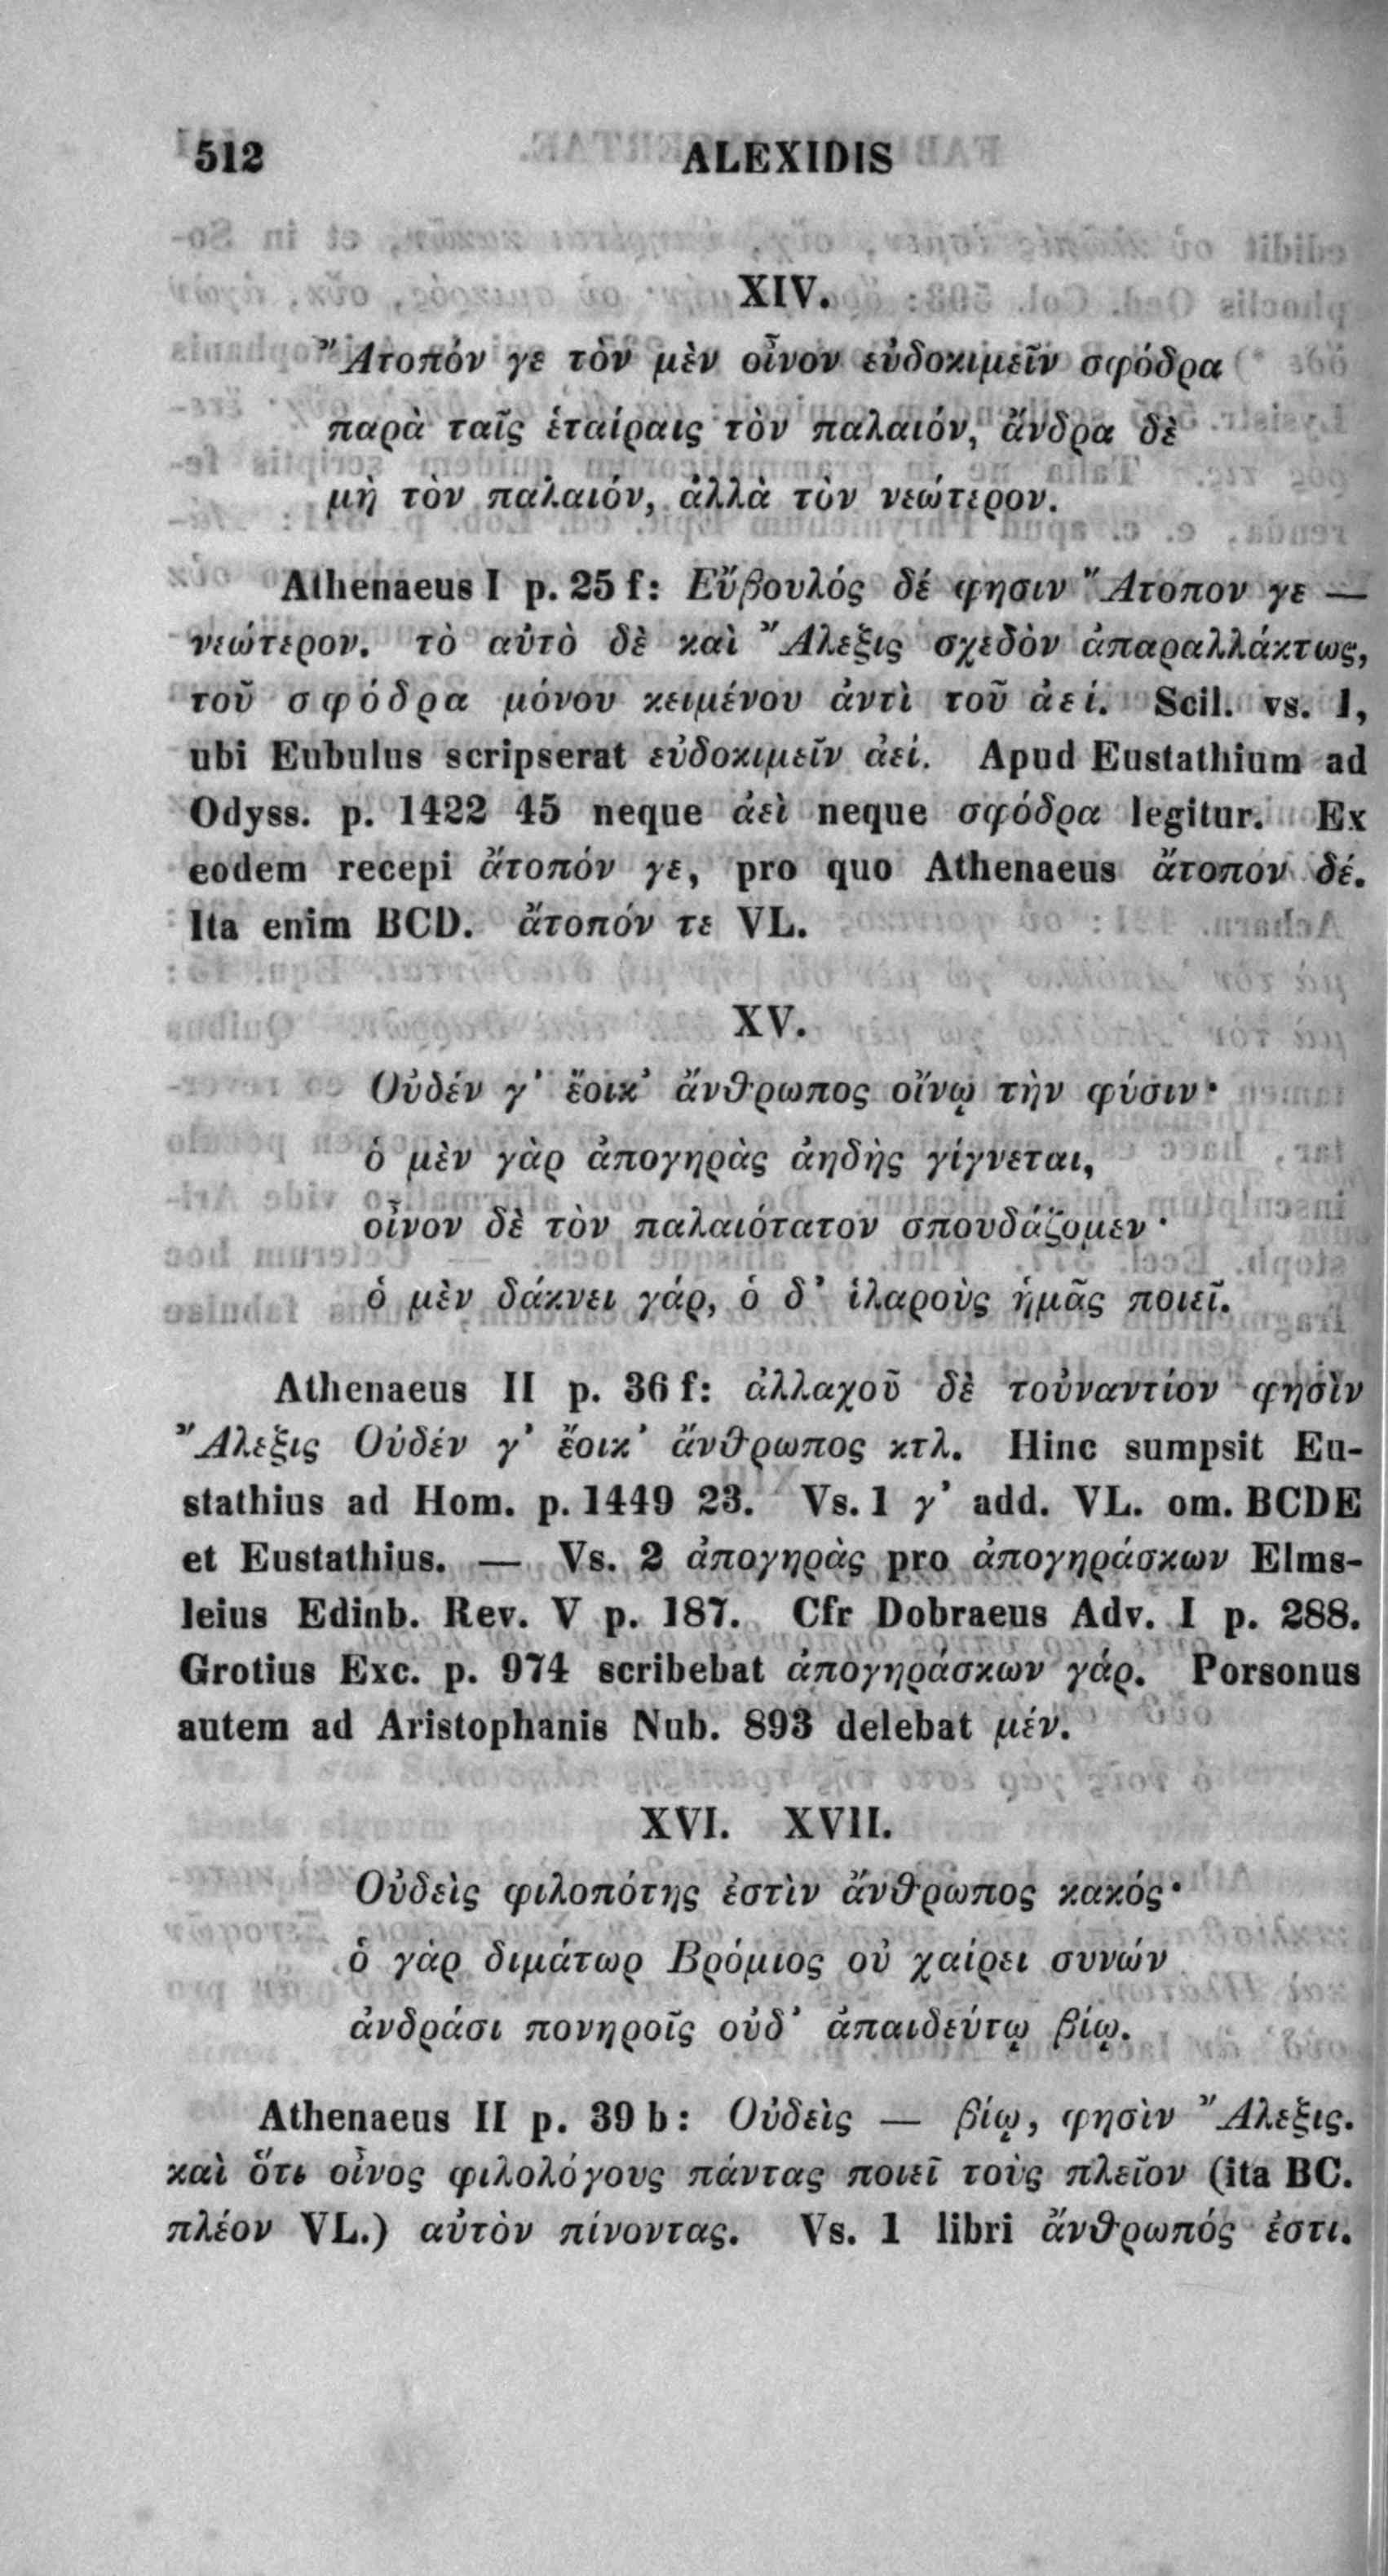 512 ALEXIDIS
XIV.
Ἄτοπόν γε τὸν μὲν οἶνον εὐδοκιμεῖν σφόδρα
παρὰ ταῖς ἑταίραις τὸν παλαιόν, ἄνδρα δὲ
μὴ τὸν παλαιόν, ἀλλὰ τὸν νεώτερον.
Athenaeus I p. 25 f: Εὔβουλός δέ φησιν Ἄτοπον γε —
νεώτερον. τὸ αὐτὸ δὲ καὶ Ἄλεξις σχεδὸν ἀπαραλλάκτως,
τοῦ σφόδρα μόνου κειμένου ἀντὶ τοῦ ἀεί. Scil. vs. 1,
ubi Eubulus scripserat εὐδοκιμεῖν ἀεί. Apud Eustathium ad
Odyss. p. 1422 45 neque ἀεὶ neque σφόδρα legitur. Ex
eodem recepi ἄτοπόν γε, pro quo Athenaeus ἄτοπον δέ.
Ita enim BCD. ἄτοπόν τε VL.
XV.
Οὐδέν γ᾽ ἔοικ᾽ ἄνθρωπος οἴνῳ τὴν φύσιν·
ὁ μὲν γὰρ ἀπογηρὰς ἀηδὴς γίγνεται,
οἶνον δὲ τὸν παλαιότατον σπουδάζομεν·
ὁ μὲν δάκνει γάρ, ὁ δ᾽ ἱλαροὺς ἡμᾶς ποιεῖ.
Athenaeus II p. 36 f: ἀλλαχοῦ δὲ τοὐναντίον φησὶν
Ἄλεξις Οὐδέν γ᾽ ἔοικ᾽ ἄνθρωπος κτλ. Hinc sumpsit Eu-
stathius ad Hom. p. 1449 23. Vs. 1 γ᾽ add. VL. om. BCDE
et Eustathius. — Vs. 2 ἀπογηρὰς pro ἀπογηράσκων Elms-
leius Edinb. Rev. V p. 187. Cfr Dobraeus Adv. I p. 288.
Grotius Exc. p. 974 scribebat ἀπογηράσκων γάρ. Porsonus
autem ad Aristophanis Nub. 893 delebat μέν.
XVI. XVII.
Οὐδεὶς φιλοπότης ἐστὶν ἄνθρωπος κακός·
ὁ γὰρ διμάτωρ Βρόμιος οὐ χαίρει συνών
ἀνδράσι πονηροῖς οὐδ᾽ ἀπαιδεύτῳ βίῳ.
Athenaeus II p. 39 b: Οὐδεὶς — βίῳ, φησὶν Ἄλεξις.
καὶ ὅτι οἶνος φιλολόγους πάντας ποιεῖ τοὺς πλεῖον (ita BC.
πλέον VL.) αὐτὸν πίνοντας. Vs. 1 libri ἄνθρωπός ἐστι.